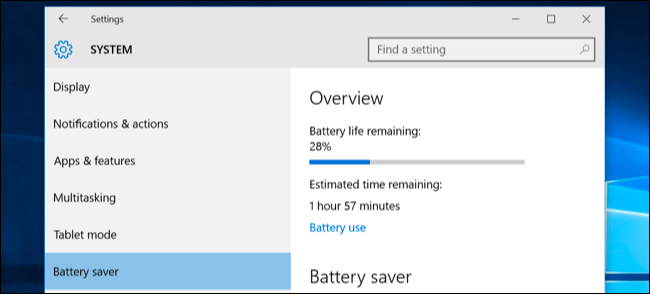 Settings
SYSTEM
Find a setting
Display
Notifications & actions
Apps & features
Multitasking
Tablet mode
Battery saver
Overview
Battery life remaining:
28%
Estimated time remaining:
1 hour 57 minutes
Battery use
Battery saver